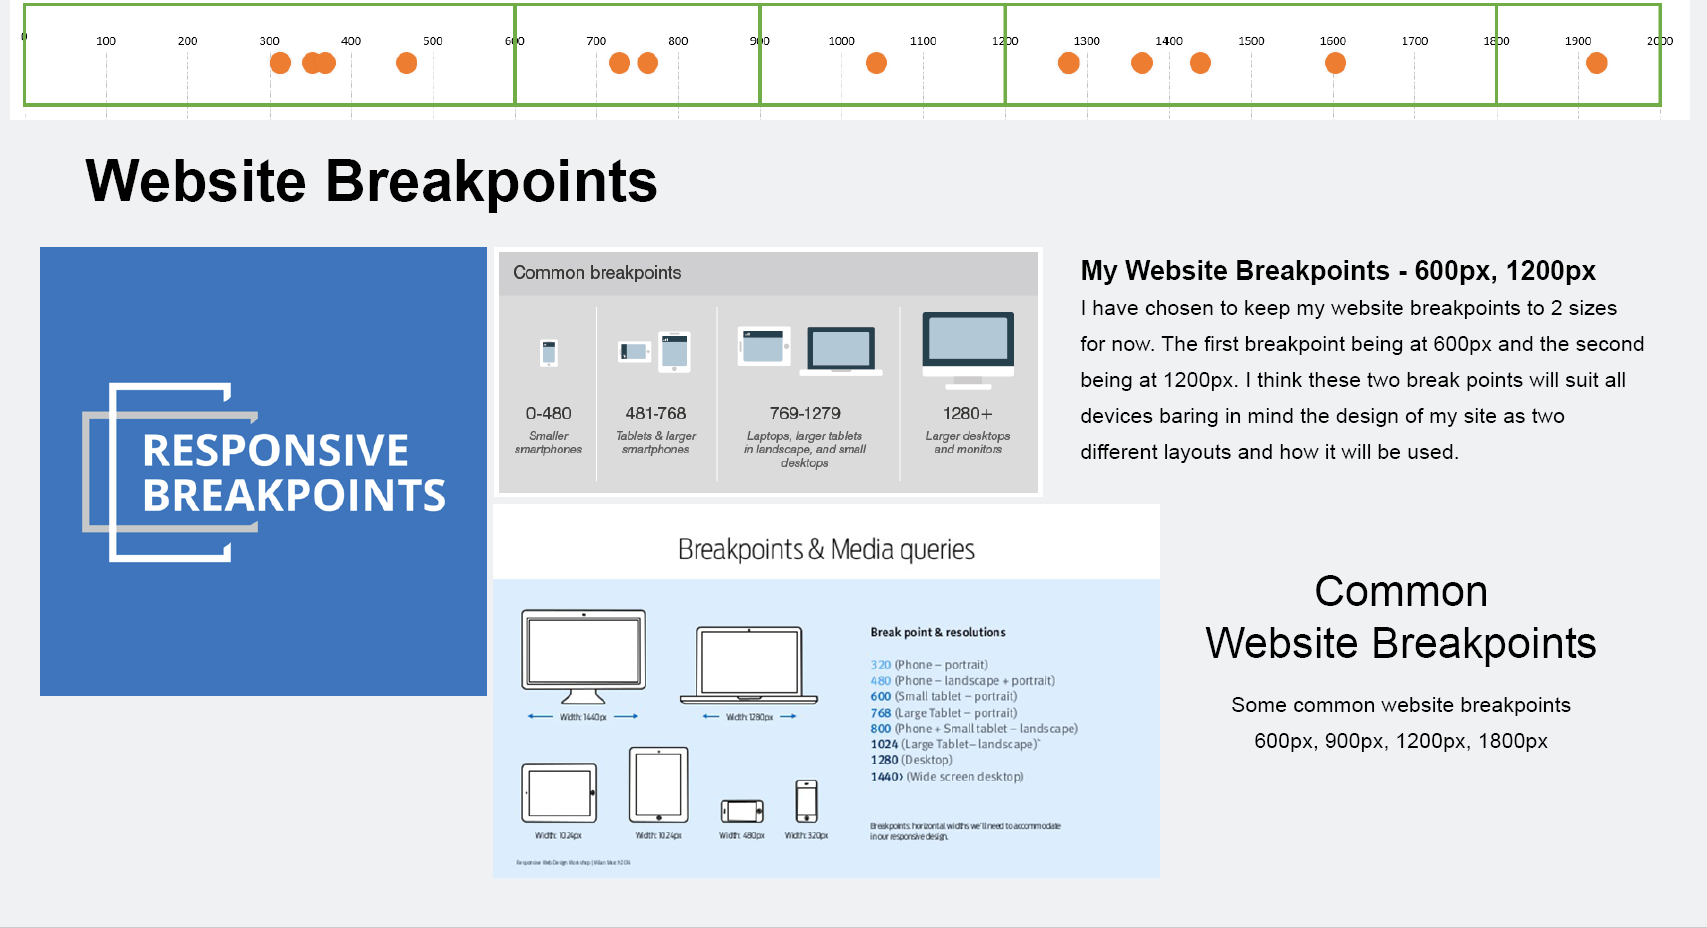 0 100 200 300 400 500 600 700 800 900 1000 1100 1200 1300 1400 1500 1600 1700 1800 1900 2000
Website Breakpoints
RESPONSIVE
BREAKPOINTS
Common breakpoints
0-480
Smaller
smartphones
481-768
Tablets & larger
smartphones
769-1279
Laptops, larger tablets
in landscape, and small
desktops
1280+
Larger desktops
and monitors
My Website Breakpoints - 600px, 1200px
I have chosen to keep my website breakpoints to 2 sizes
for now. The first breakpoint being at 600px and the second
being at 1200px. I think these two break points will suit all
devices baring in mind the design of my site as two
different layouts and how it will be used.
Breakpoints & Media queries
Width: 1440px
Width: 1280px
Width: 1024px
Width: 1024px
Width: 480px
Width: 320px
Break point & resolutions
320 (Phone – portrait)
480 (Phone – landscape + portrait)
600 (Small tablet – portrait)
768 (Large Tablet – portrait)
800 (Phone + Small tablet – landscape)
1024 (Large Tablet– landscape)`
1280 (Desktop)
1440> (Wide screen desktop)
Breakpoints: horizontal widths we'll need to accommodate
in our responsive design.
Responsive Web Design Workshop |
Common
Website Breakpoints
Some common website breakpoints
600px, 900px, 1200px, 1800px